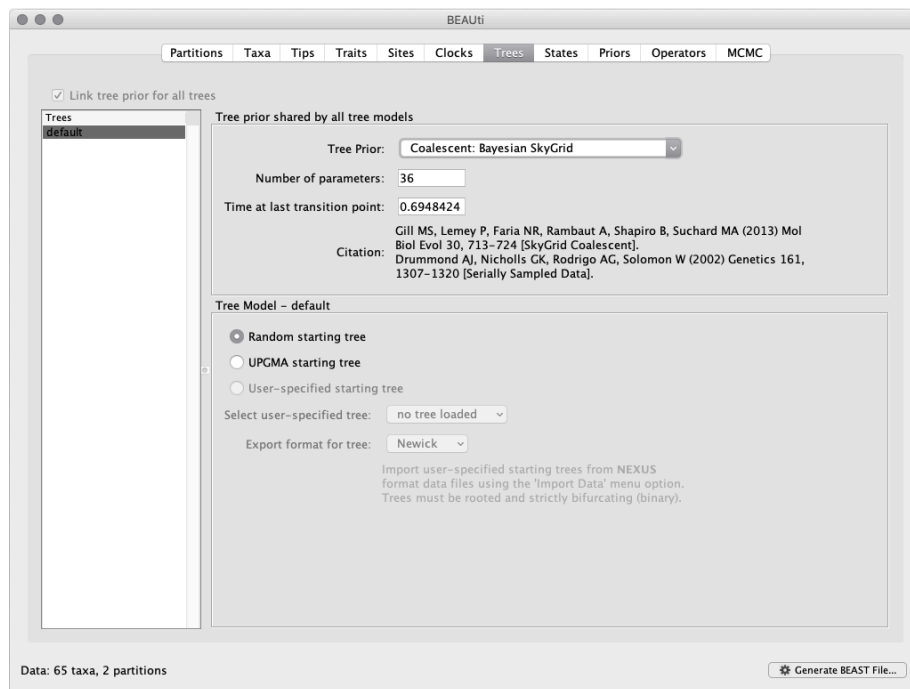 BEAUti
Partitions Taxa Tips Traits Sites Clocks Trees States Priors Operators MCMC
Link tree prior for all trees
Trees
default
Tree prior shared by all tree models
Tree Prior: Coalescent: Bayesian SkyGrid
Number of parameters: 36
Time at last transition point: 0.6948424
Citation: Gill MS, Lemey P, Faria NR, Rambaut A, Shapiro B, Suchard MA (2013) Mol
Biol Evol 30, 713-724 [SkyGrid Coalescent].
Drummond AJ, Nicholls GK, Rodrigo AG, Solomon W (2002) Genetics 161,
1307-1320 [Serially Sampled Data].
Tree Model - default
Random starting tree
UPGMA starting tree
User-specified starting tree
Select user-specified tree: no tree loaded
Export format for tree: Newick
Import user-specified starting trees from NEXUS
format data files using the 'Import Data' menu option.
Trees must be rooted and strictly bifurcating (binary).
Data: 65 taxa, 2 partitions
Generate BEAST File...